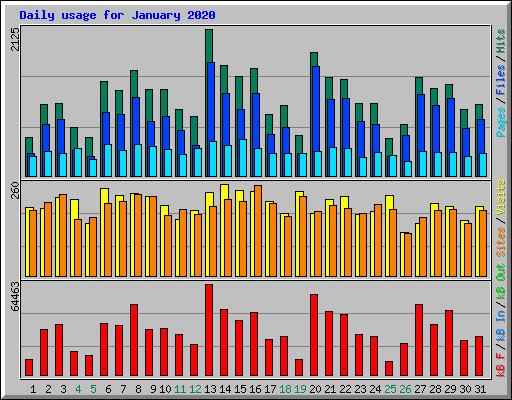 Daily usage for January 2020
2125
Pages / Files / Hits
260
Sites / Visits
64463
kB F / kB In / kB Out
1 2 3 4 5 6 7 8 9 10 11 12 13 14 15 16 17 18 19 20 21 22 23 24 25 26 27 28 29 30 31